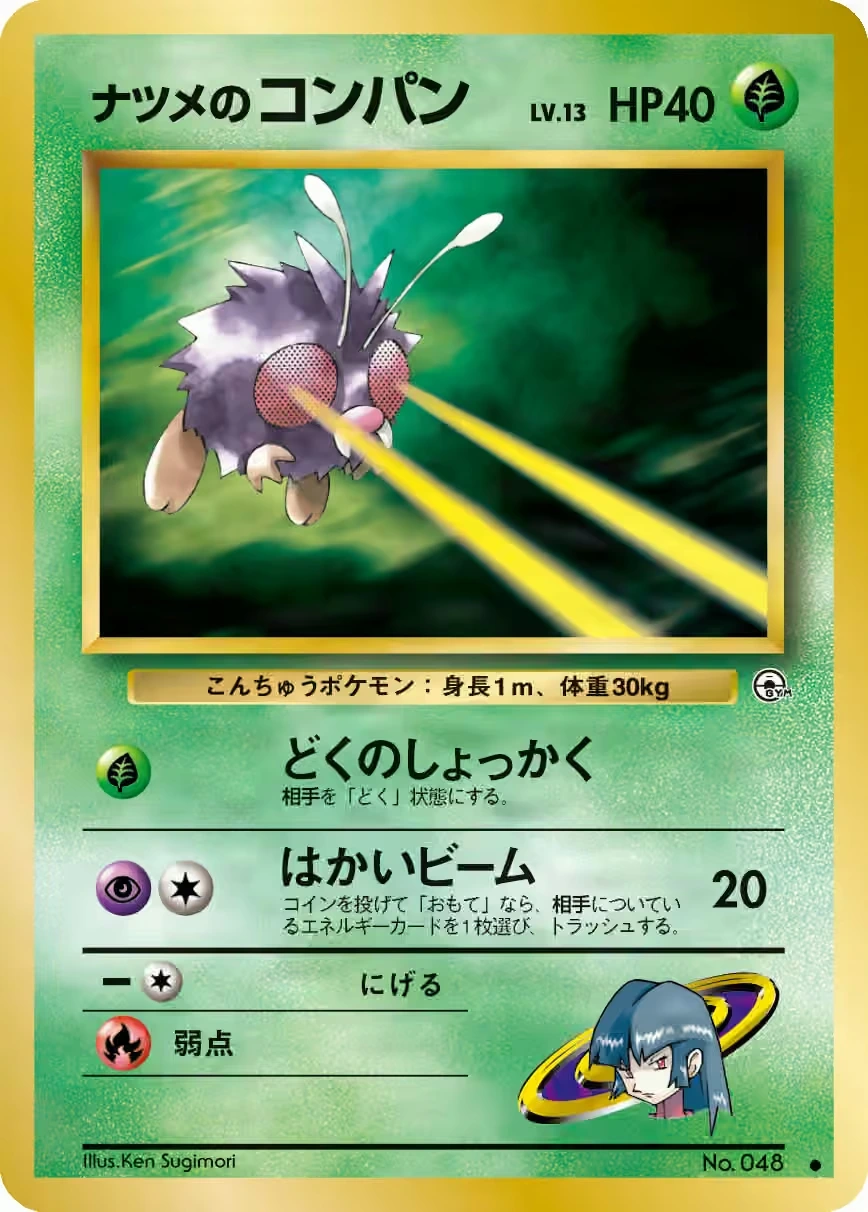 ナツメのコンパン LV.13 HP40
こんちゅうポケモン：身長1m、体重30kg
GYM
どくのしょっかく
相手を「どく」状態にする。
はかいビーム 20
コインを投げて「おもて」なら、相手についてい
るエネルギーカードを1枚選び、トラッシュする。
ー にげる
弱点
Illus.Ken Sugimori No. 048